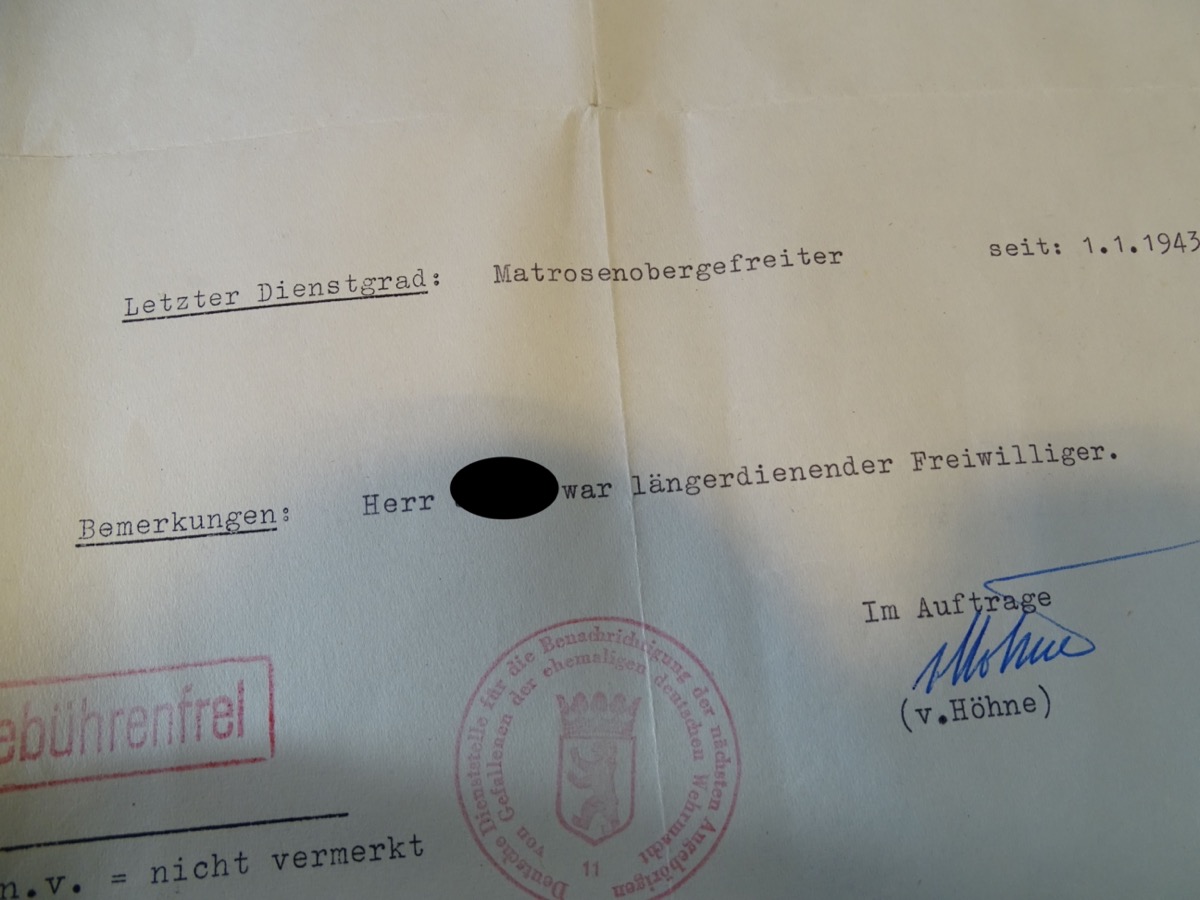 Letzter Dienstgrad: Matrosenobergefreiter seit: 1.1.1943
Bemerkungen: Herr war längerdienender Freiwilliger.
Im Auftrage
(v.Höhne)
ebührenfrei
Deutsche Dienststelle für die Benachrichtigung der nächsten Angehörigen
von Gefallenen der ehemaligen deutschen Wehrmacht
11
n.v. = nicht vermerkt